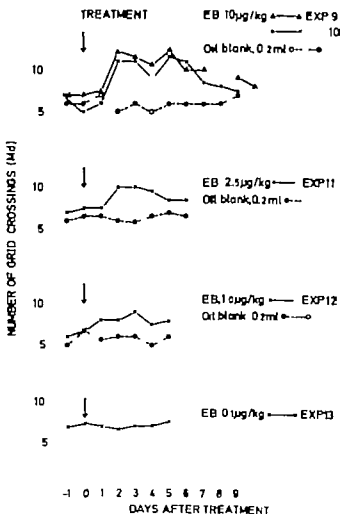 TREATMENT
EB 10µg/kg EXP 9
10
Oil blank, 0.2ml
10
5
EB 2.5µg/kg EXP11
Oil blank, 0.2ml
10
5
EB, 1.0µg/kg EXP12
Oil blank 0.2ml
10
5
EB 0.1µg/kg EXP13
10
5
NUMBER OF GRID CROSSINGS (Md)
-1 0 1 2 3 4 5 6 7 8 9
DAYS AFTER TREATMENT